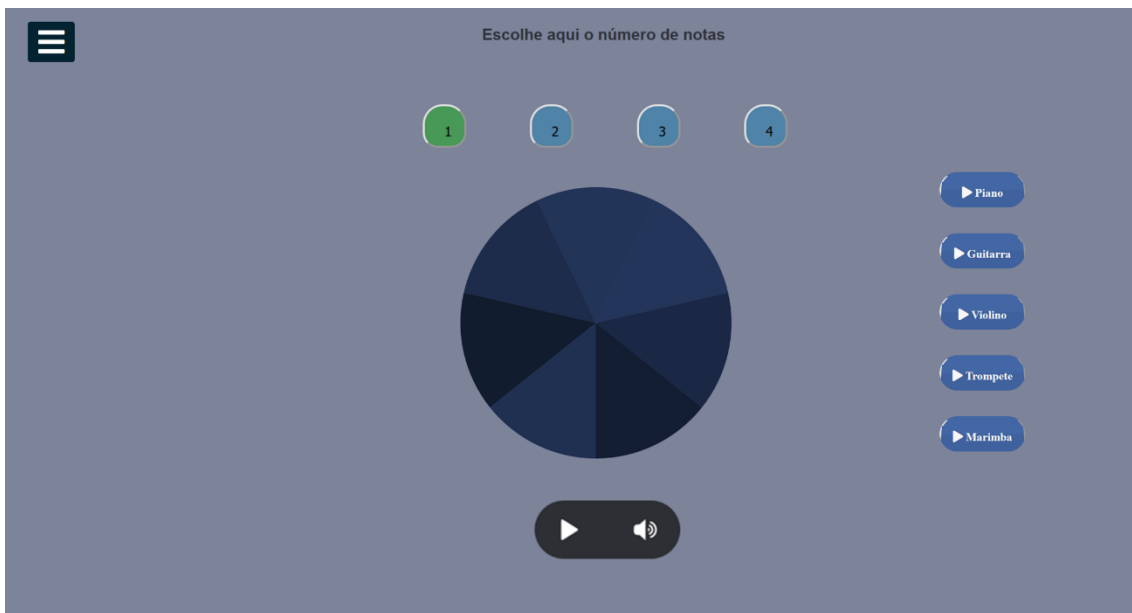 Escolhe aqui o número de notas
1 2 3 4
Piano
Guitarra
Violino
Trompete
Marimba